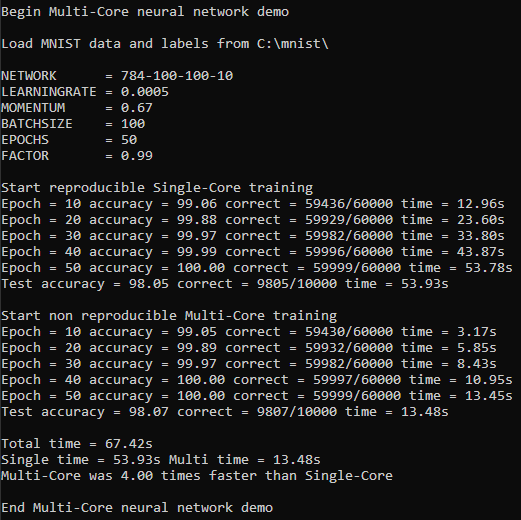 Begin Multi-Core neural network demo
Load MNIST data and labels from C:\mnist\
NETWORK      = 784-100-100-10
LEARNINGRATE = 0.0005
MOMENTUM     = 0.67
BATCHSIZE    = 100
EPOCHS       = 50
FACTOR       = 0.99
Start reproducible Single-Core training
Epoch = 10 accuracy = 99.06 correct = 59436/60000 time = 12.96s
Epoch = 20 accuracy = 99.88 correct = 59929/60000 time = 23.60s
Epoch = 30 accuracy = 99.97 correct = 59982/60000 time = 33.80s
Epoch = 40 accuracy = 99.99 correct = 59996/60000 time = 43.87s
Epoch = 50 accuracy = 100.00 correct = 59999/60000 time = 53.78s
Test accuracy = 98.05 correct = 9805/10000 time = 53.93s
Start non reproducible Multi-Core training
Epoch = 10 accuracy = 99.05 correct = 59430/60000 time = 3.17s
Epoch = 20 accuracy = 99.89 correct = 59932/60000 time = 5.85s
Epoch = 30 accuracy = 99.97 correct = 59982/60000 time = 8.43s
Epoch = 40 accuracy = 100.00 correct = 59997/60000 time = 10.95s
Epoch = 50 accuracy = 100.00 correct = 59999/60000 time = 13.45s
Test accuracy = 98.07 correct = 9807/10000 time = 13.48s
Total time = 67.42s
Single time = 53.93s Multi time = 13.48s
Multi-Core was 4.00 times faster than Single-Core
End Multi-Core neural network demo